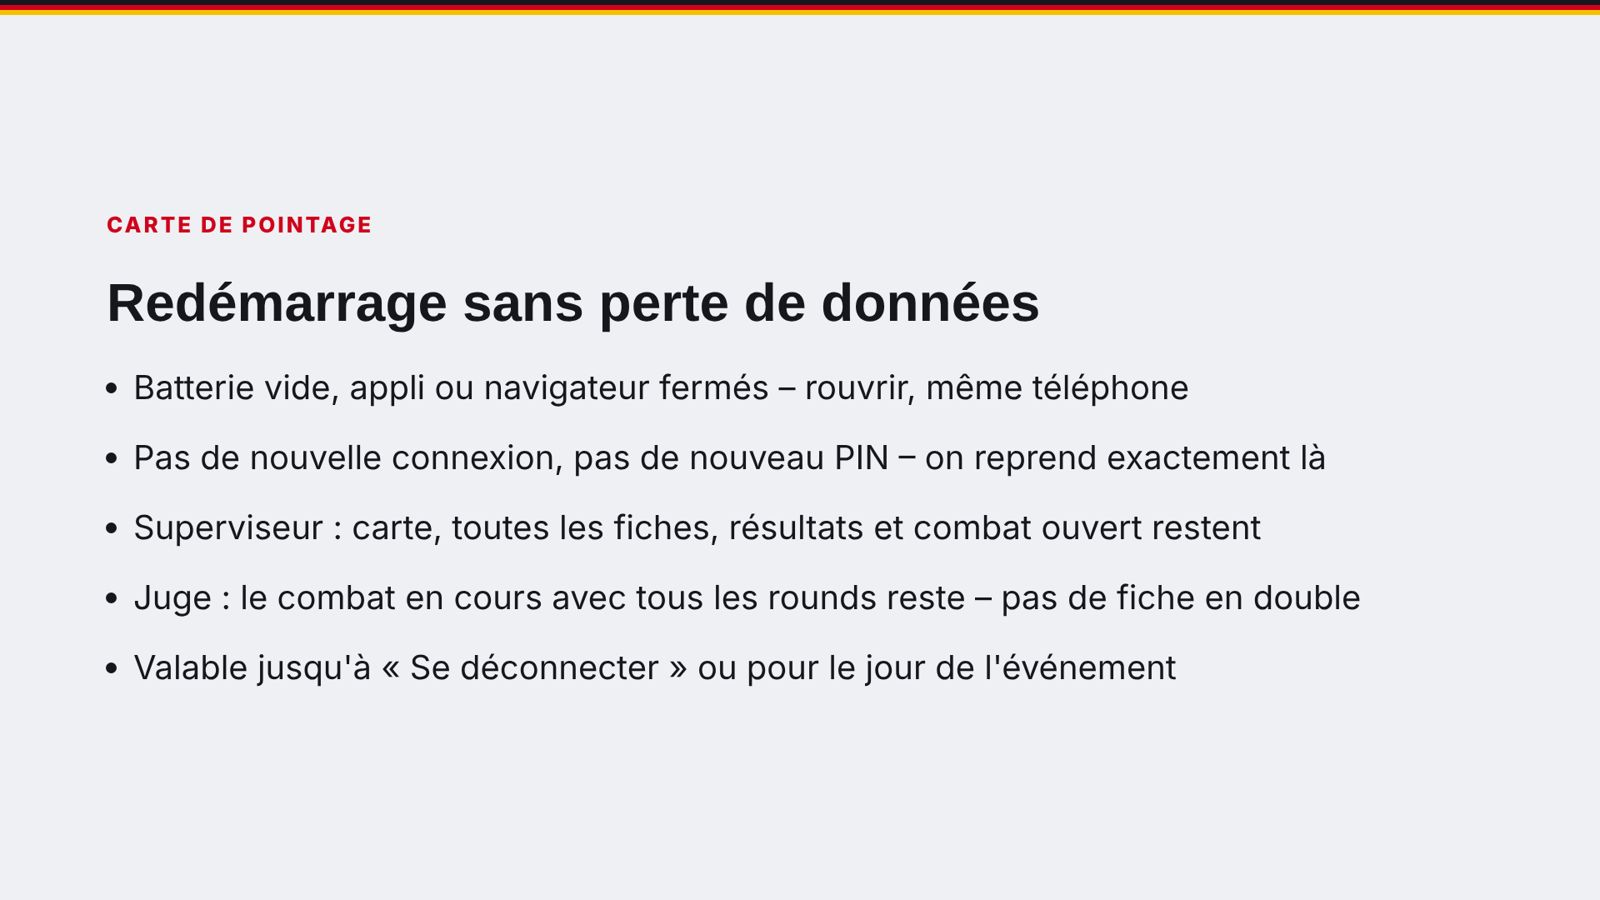 CARTE DE POINTAGE
Redémarrage sans perte de données
• Batterie vide, appli ou navigateur fermés – rouvrir, même téléphone
• Pas de nouvelle connexion, pas de nouveau PIN – on reprend exactement là
• Superviseur : carte, toutes les fiches, résultats et combat ouvert restent
• Juge : le combat en cours avec tous les rounds reste – pas de fiche en double
• Valable jusqu'à « Se déconnecter » ou pour le jour de l'événement